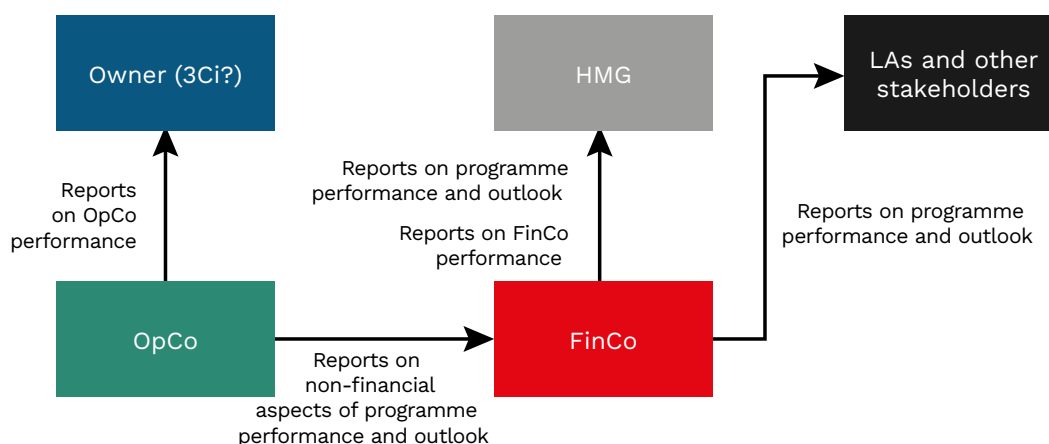 Owner (3Ci?)
HMG
LAs and other
stakeholders
Reports
on OpCo
performance
Reports on programme
performance and outlook
Reports on FinCo
performance
Reports on programme
performance and outlook
OpCo
FinCo
Reports on
non-financial
aspects of programme
performance and outlook